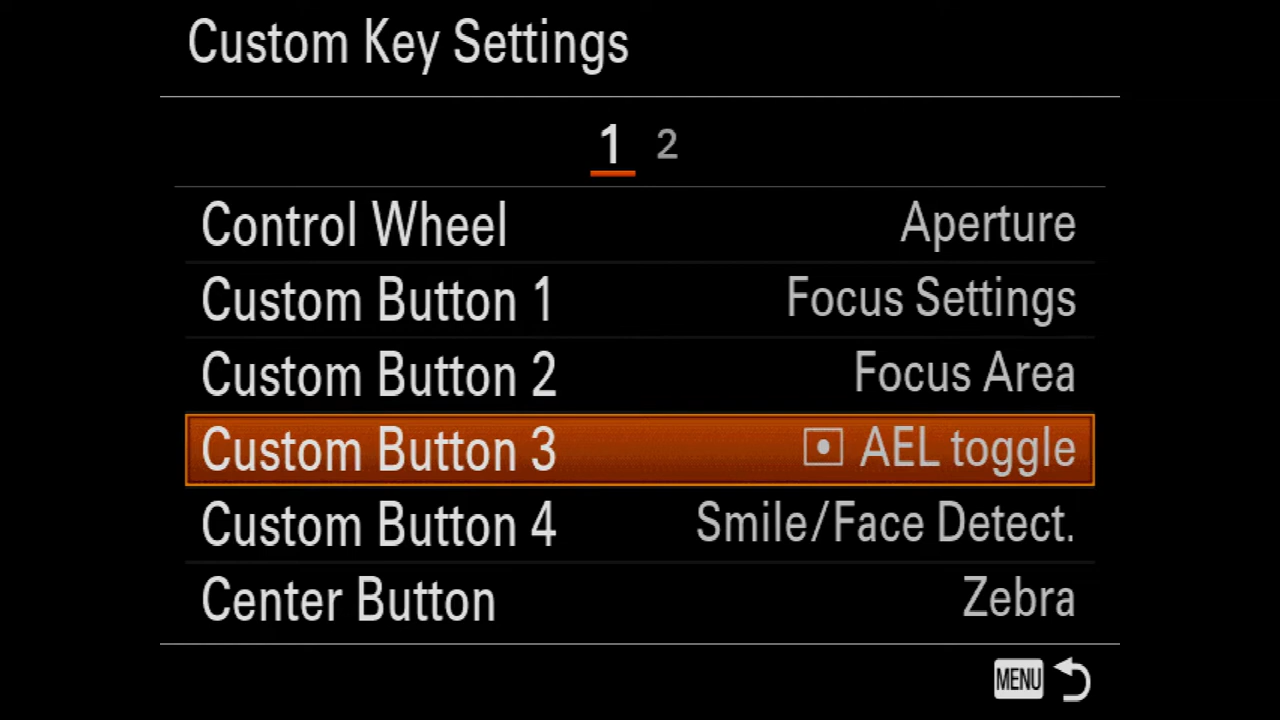 Custom Key Settings
1 2
Control Wheel Aperture
Custom Button 1 Focus Settings
Custom Button 2 Focus Area
Custom Button 3 AEL toggle
Custom Button 4 Smile/Face Detect.
Center Button Zebra
MENU